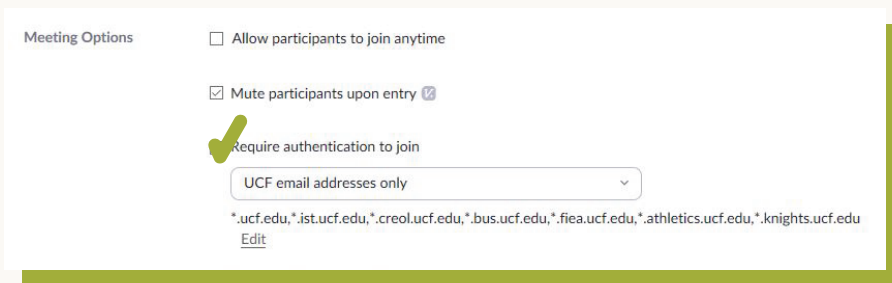 Meeting Options
Allow participants to join anytime
Mute participants upon entry
Require authentication to join
UCF email addresses only
*.ucf.edu,*.ist.ucf.edu,*.creol.ucf.edu,*.bus.ucf.edu,*.fiea.ucf.edu,*.athletics.ucf.edu,*.knights.ucf.edu
Edit